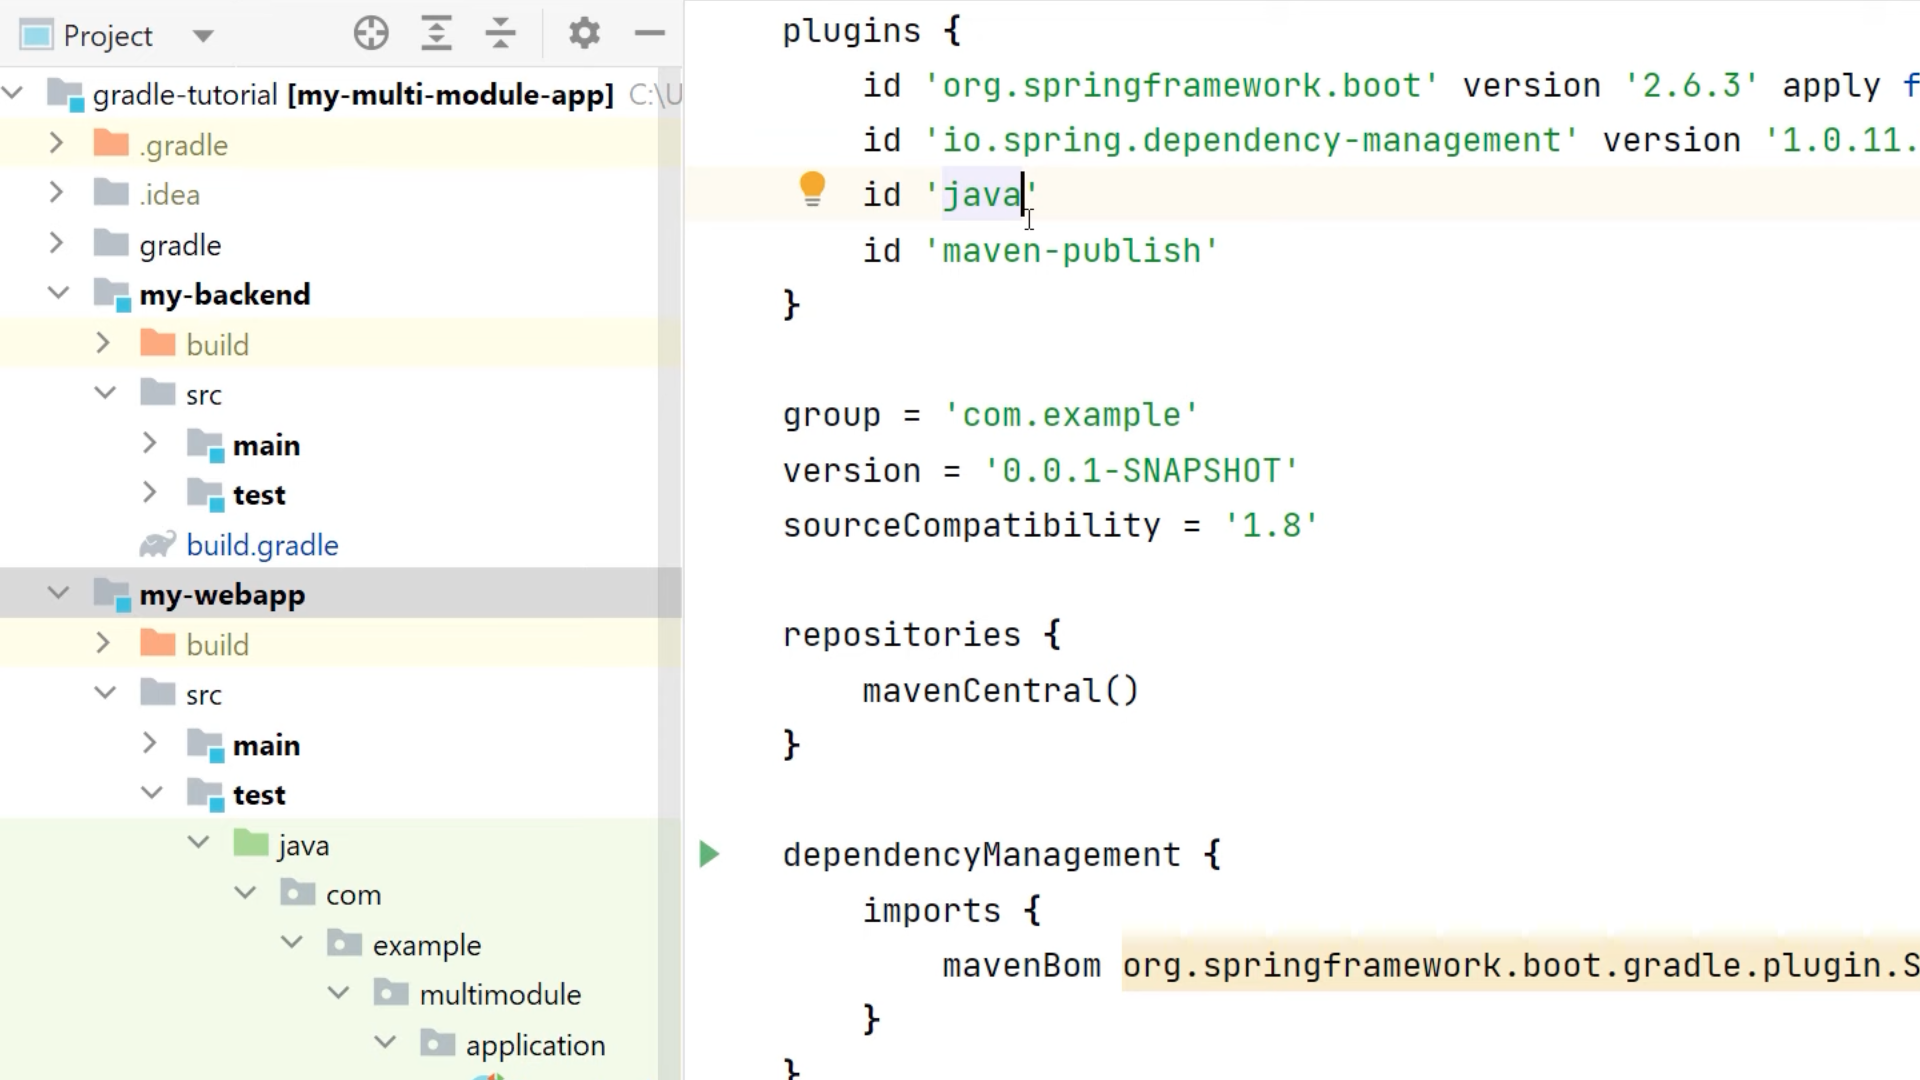 Project
gradle-tutorial [my-multi-module-app] C:\U
.gradle
.idea
gradle
my-backend
build
src
main
test
build.gradle
my-webapp
build
src
main
test
java
com
example
multimodule
application
plugins {
id 'org.springframework.boot' version '2.6.3' apply f
id 'io.spring.dependency-management' version '1.0.11.
id 'java'
id 'maven-publish'
}
group = 'com.example'
version = '0.0.1-SNAPSHOT'
sourceCompatibility = '1.8'
repositories {
mavenCentral()
}
dependencyManagement {
imports {
mavenBom org.springframework.boot.gradle.plugin.S
}
}